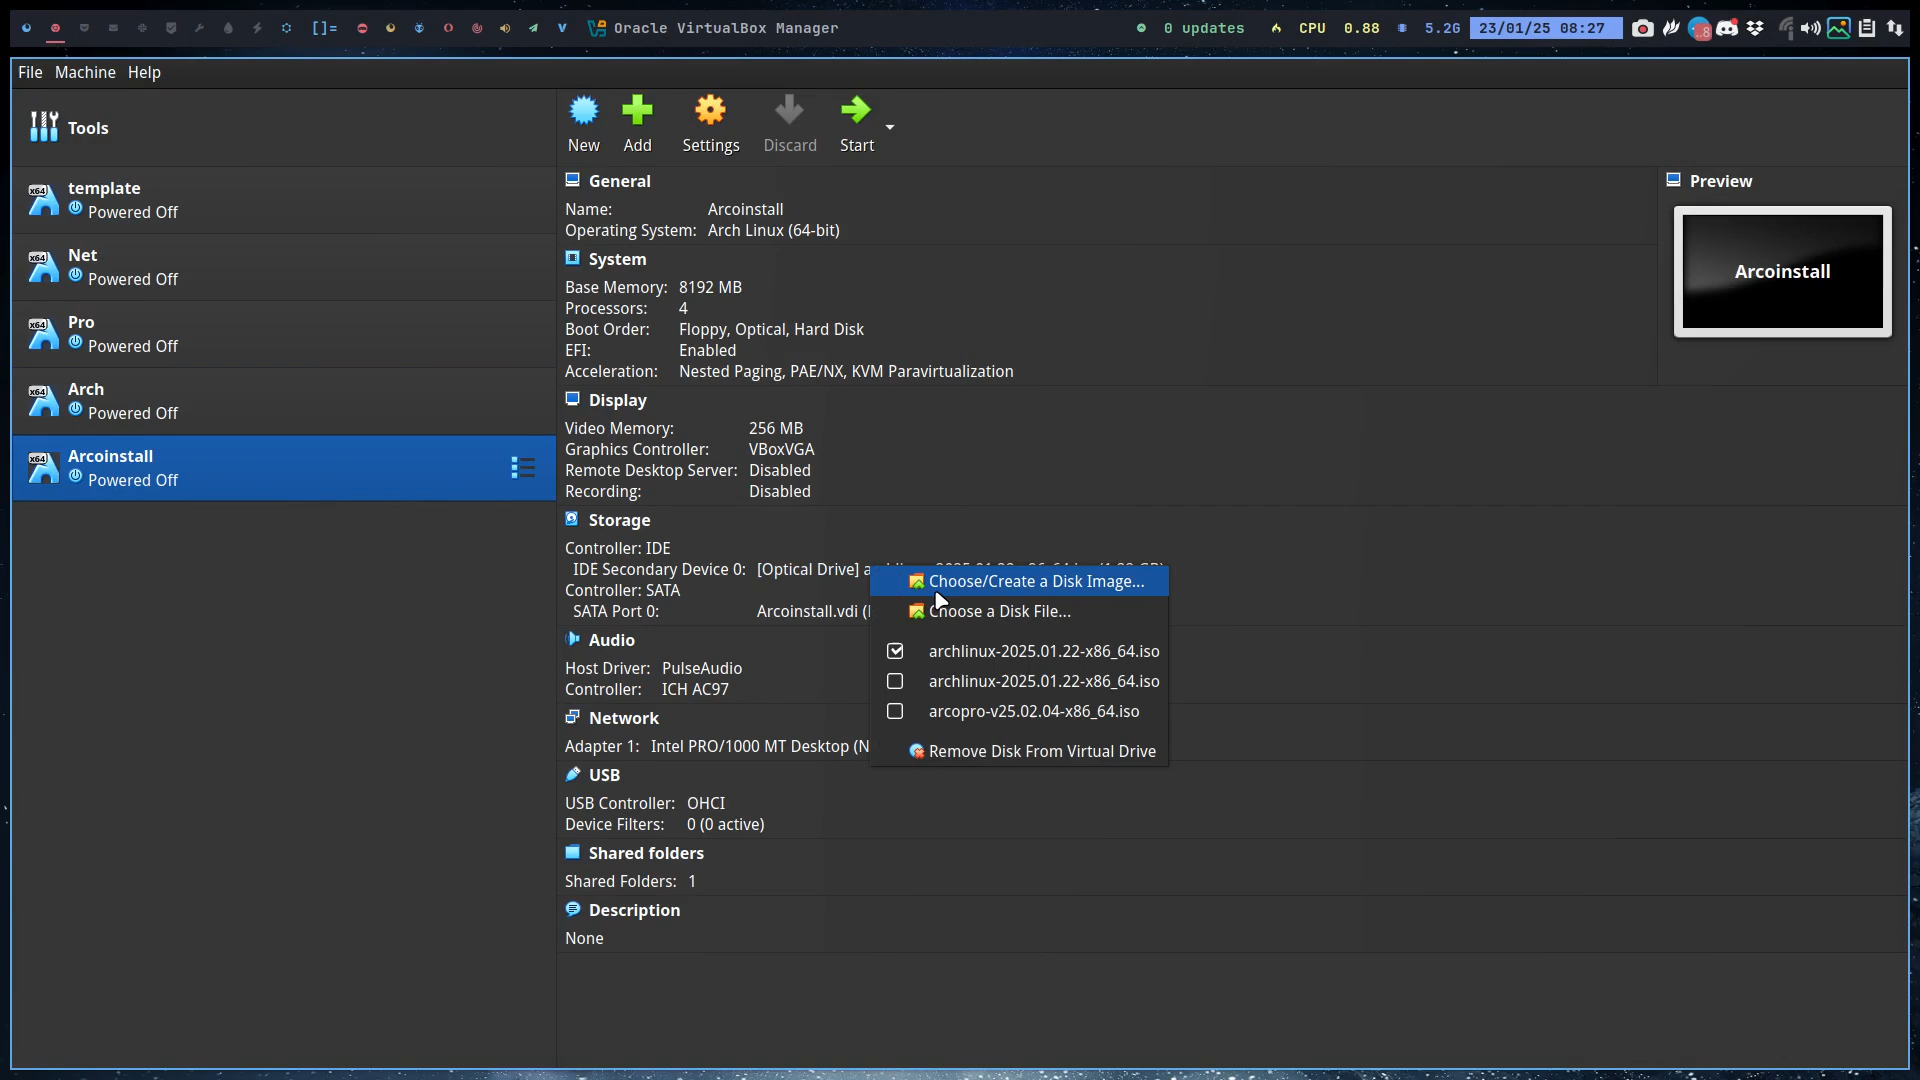 []= Oracle VirtualBox Manager 0 updates CPU 0.88 5.2G 23/01/25 08:27 ..8
File Machine Help
Tools
New Add Settings Discard Start
x64 template
Powered Off
x64 Net
Powered Off
x64 Pro
Powered Off
x64 Arch
Powered Off
x64 Arcoinstall
Powered Off
General
Name: Arcoinstall
Operating System: Arch Linux (64-bit)
System
Base Memory: 8192 MB
Processors: 4
Boot Order: Floppy, Optical, Hard Disk
EFI: Enabled
Acceleration: Nested Paging, PAE/NX, KVM Paravirtualization
Display
Video Memory: 256 MB
Graphics Controller: VBoxVGA
Remote Desktop Server: Disabled
Recording: Disabled
Storage
Controller: IDE
IDE Secondary Device 0: [Optical Drive]
Controller: SATA
SATA Port 0: Arcoinstall.vdi
Audio
Host Driver: PulseAudio
Controller: ICH AC97
Network
Adapter 1: Intel PRO/1000 MT Desktop (N
USB
USB Controller: OHCI
Device Filters: 0 (0 active)
Shared folders
Shared Folders: 1
Description
None
Choose/Create a Disk Image...
Choose a Disk File...
archlinux-2025.01.22-x86_64.iso
archlinux-2025.01.22-x86_64.iso
arcopro-v25.02.04-x86_64.iso
Remove Disk From Virtual Drive
Preview
Arcoinstall